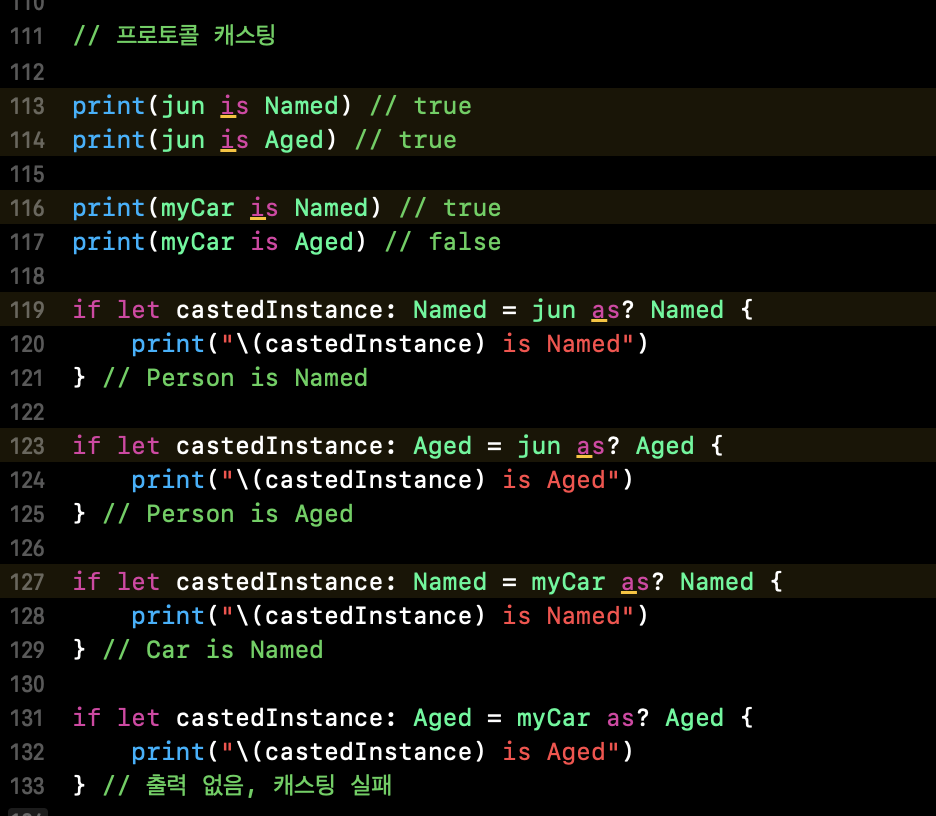 110
111 // 프로토콜 캐스팅
112
113 print(jun is Named) // true
114 print(jun is Aged) // true
115
116 print(myCar is Named) // true
117 print(myCar is Aged) // false
118
119 if let castedInstance: Named = jun as? Named {
120     print("\(castedInstance) is Named")
121 } // Person is Named
122
123 if let castedInstance: Aged = jun as? Aged {
124     print("\(castedInstance) is Aged")
125 } // Person is Aged
126
127 if let castedInstance: Named = myCar as? Named {
128     print("\(castedInstance) is Named")
129 } // Car is Named
130
131 if let castedInstance: Aged = myCar as? Aged {
132     print("\(castedInstance) is Aged")
133 } // 출력 없음, 캐스팅 실패